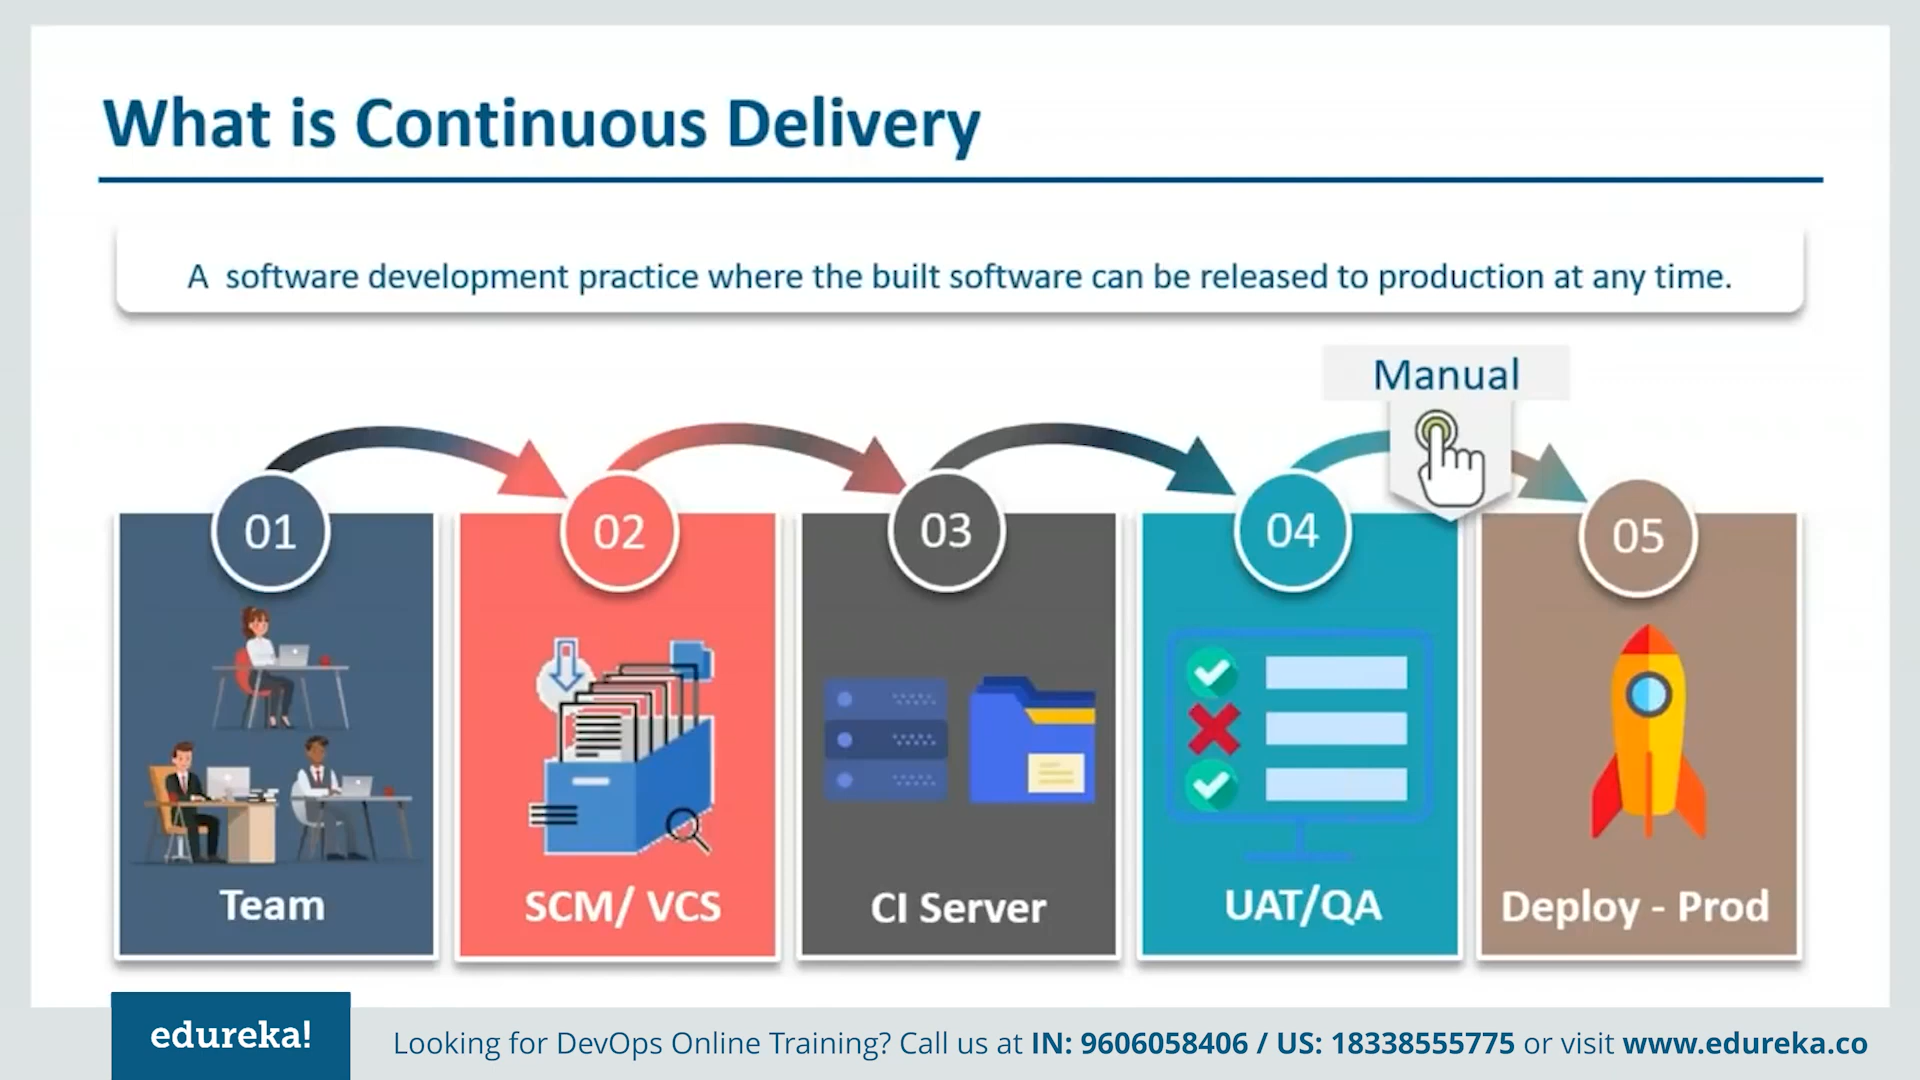 What is Continuous Delivery
A software development practice where the built software can be released to production at any time.
Manual
01
02
03
04
05
Team
SCM/ VCS
CI Server
UAT/QA
Deploy - Prod
edureka!
Looking for DevOps Online Training? Call us at IN: 9606058406 / US: 18338555775 or visit www.edureka.co